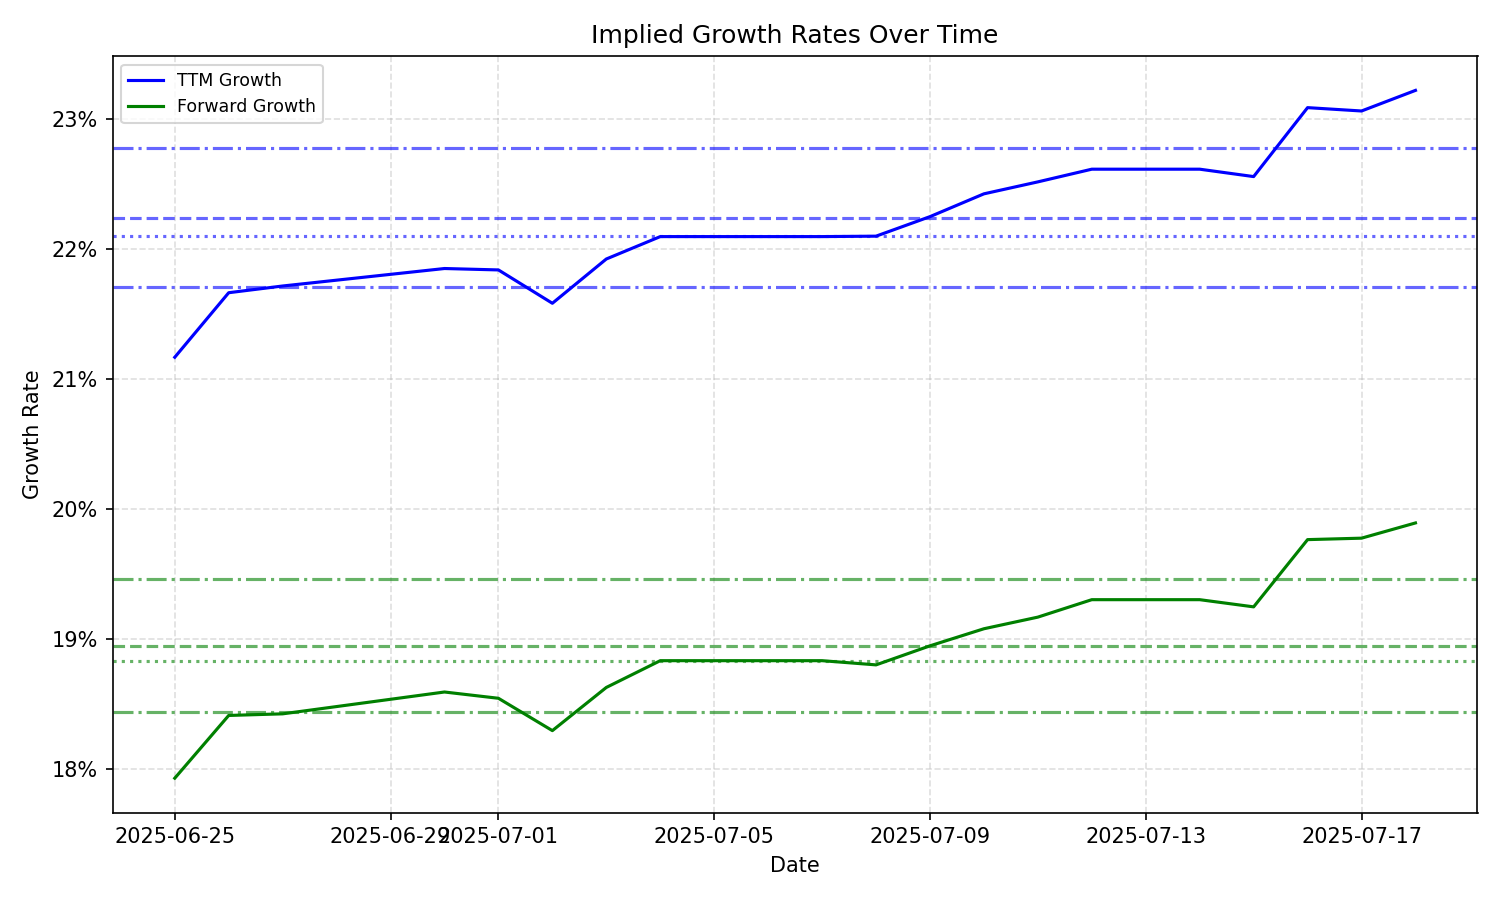 Implied Growth Rates Over Time
TTM Growth
Forward Growth
23%
22%
21%
20%
19%
18%
Growth Rate
2025-06-25
2025-06-29
2025-07-01
2025-07-05
2025-07-09
2025-07-13
2025-07-17
Date